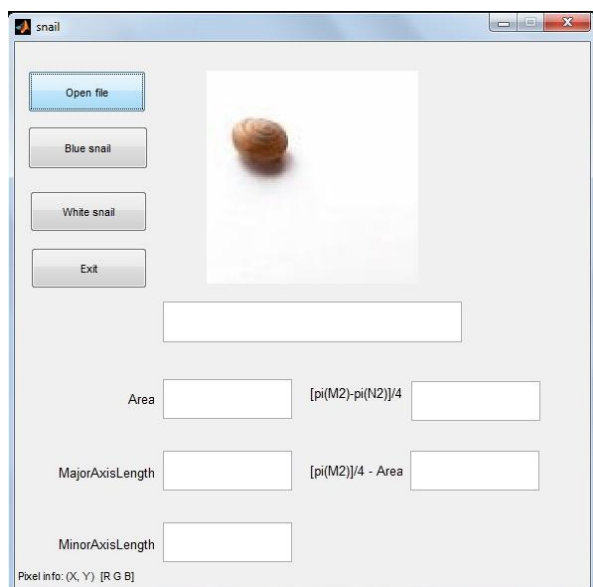 snail
Open file
Blue snail
White snail
Exit
Area
[pi(M2)-pi(N2)]/4
MajorAxisLength
[pi(M2)]/4 - Area
MinorAxisLength
Pixel info: (X, Y) [R G B]